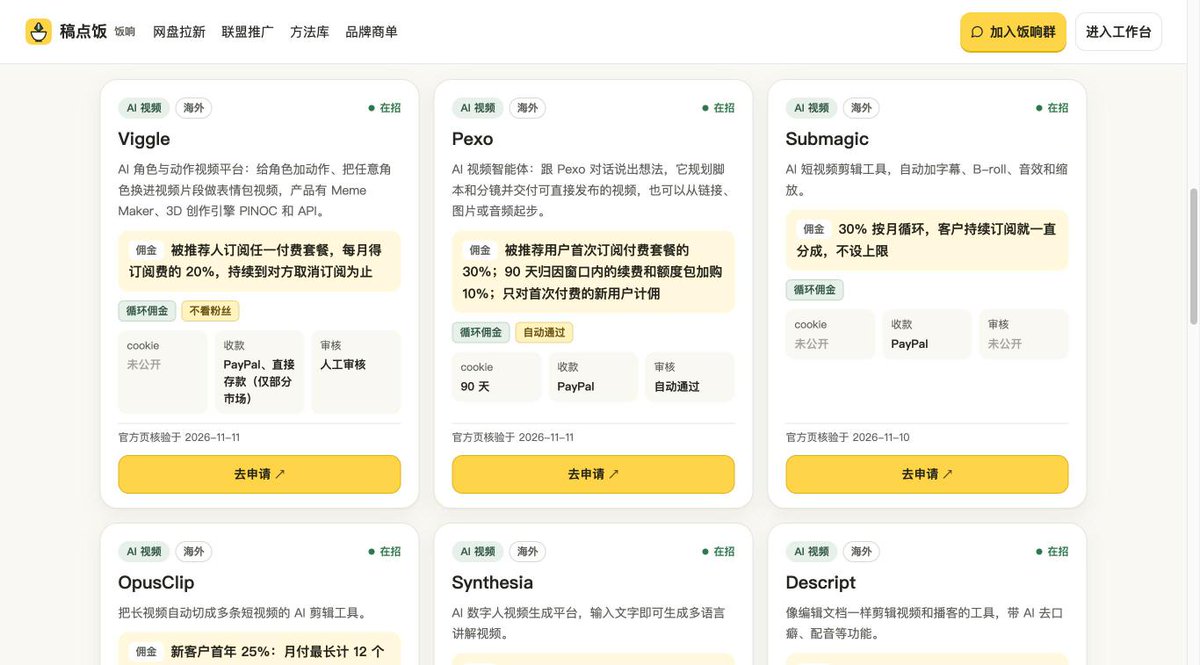 稿点饭 饭响 网盘拉新 联盟推广 方法库 品牌商单 加入饭响群 进入工作台
AI 视频 海外 在招
Viggle
AI 角色与动作视频平台：给角色加动作、把任意角
色换进视频片段做表情包视频，产品有 Meme
Maker、3D 创作引擎 PINOC 和 API。
佣金 被推荐人订阅任一付费套餐，每月得
订阅费的 20%，持续到对方取消订阅为止
循环佣金 不看粉丝
cookie
未公开
收款
PayPal、直接
存款（仅部分
市场）
审核
人工审核
官方页核验于 2026-11-11
去申请 ↗
AI 视频 海外 在招
Pexo
AI 视频智能体：跟 Pexo 对话说出想法，它规划脚
本和分镜并交付可直接发布的视频，也可以从链接、
图片或音频起步。
佣金 被推荐用户首次订阅付费套餐的
30%；90 天归因窗口内的续费和额度包加购
10%；只对首次付费的新用户计佣
循环佣金 自动通过
cookie
90 天
收款
PayPal
审核
自动通过
官方页核验于 2026-11-11
去申请 ↗
AI 视频 海外 在招
Submagic
AI 短视频剪辑工具，自动加字幕、B-roll、音效和缩
放。
佣金 30% 按月循环，客户持续订阅就一直
分成，不设上限
循环佣金
cookie
未公开
收款
PayPal
审核
未公开
官方页核验于 2026-11-10
去申请 ↗
AI 视频 海外 在招
OpusClip
把长视频自动切成多条短视频的 AI 剪辑工具。
佣金 新客户首年 25%：月付最长计 12 个
AI 视频 海外 在招
Synthesia
AI 数字人视频生成平台，输入文字即可生成多语言
讲解视频。
AI 视频 海外 在招
Descript
像编辑文档一样剪辑视频和播客的工具，带 AI 去口
癖、配音等功能。